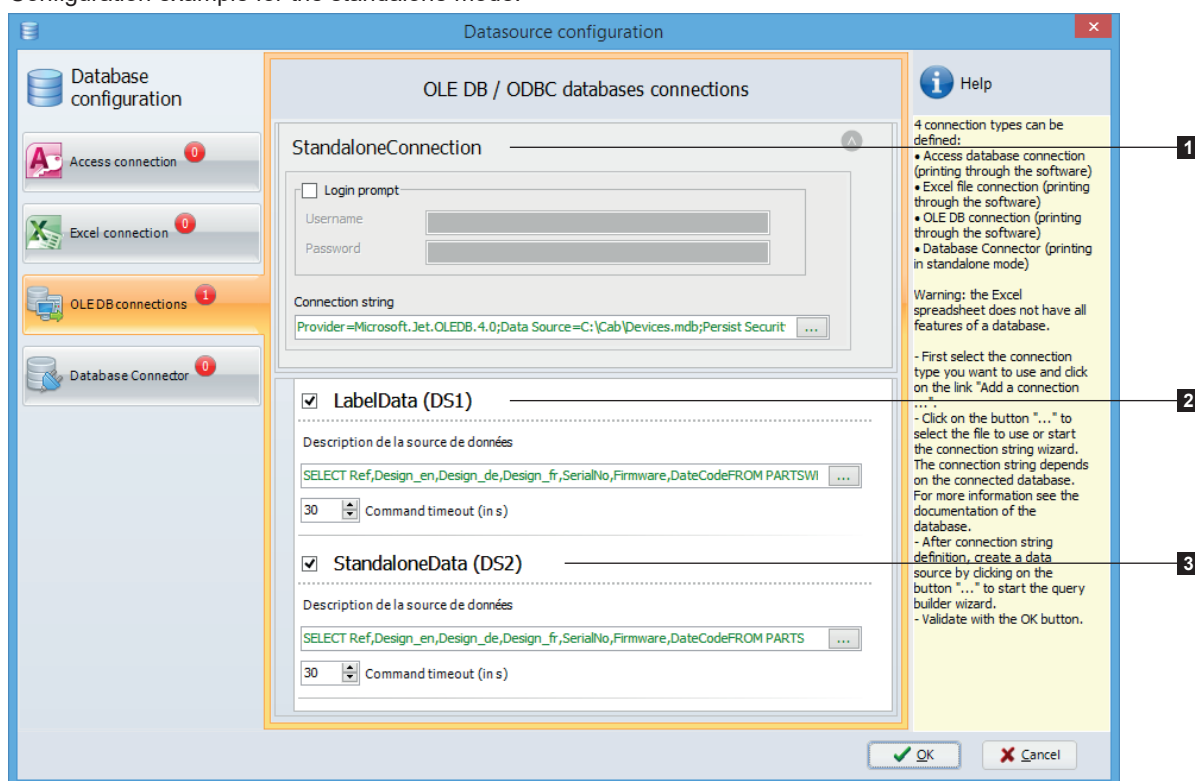 Configuration example for the standalone mode:
Datasource configuration
Database
configuration
Access connection 0
Excel connection 0
OLE DB connections 1
Database Connector 0
OLE DB / ODBC databases connections
StandaloneConnection
1
Login prompt
Username
Password
Connection string
Provider=Microsoft.Jet.OLEDB.4.0;Data Source=C:\Cab\Devices.mdb;Persist Securit
...
LabelData (DS1)
2
Description de la source de données
SELECT Ref,Design_en,Design_de,Design_fr,SerialNo,Firmware,DateCodeFROM PARTSWI
...
30 Command timeout (in s)
StandaloneData (DS2)
3
Description de la source de données
SELECT Ref,Design_en,Design_de,Design_fr,SerialNo,Firmware,DateCodeFROM PARTS
...
30 Command timeout (in s)
Help
4 connection types can be
defined:
• Access database connection
(printing through the software)
• Excel file connection (printing
through the software)
• OLE DB connection (printing
through the software)
• Database Connector (printing
in standalone mode)
Warning: the Excel
spreadsheet does not have all
features of a database.
- First select the connection
type you want to use and click
on the link "Add a connection
...".
- Click on the button "..." to
select the file to use or start
the connection string wizard.
The connection string depends
on the connected database.
For more information see the
documentation of the
database.
- After connection string
definition, create a data
source by clicking on the
button "..." to start the query
builder wizard.
- Validate with the OK button.
OK
Cancel